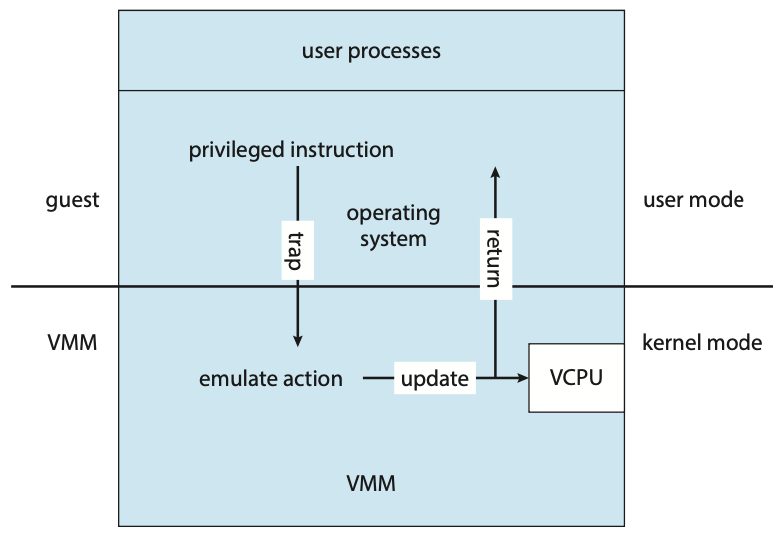 user processes
privileged instruction
guest
user mode
operating
system
trap
return
VMM
kernel mode
emulate action
update
VCPU
VMM